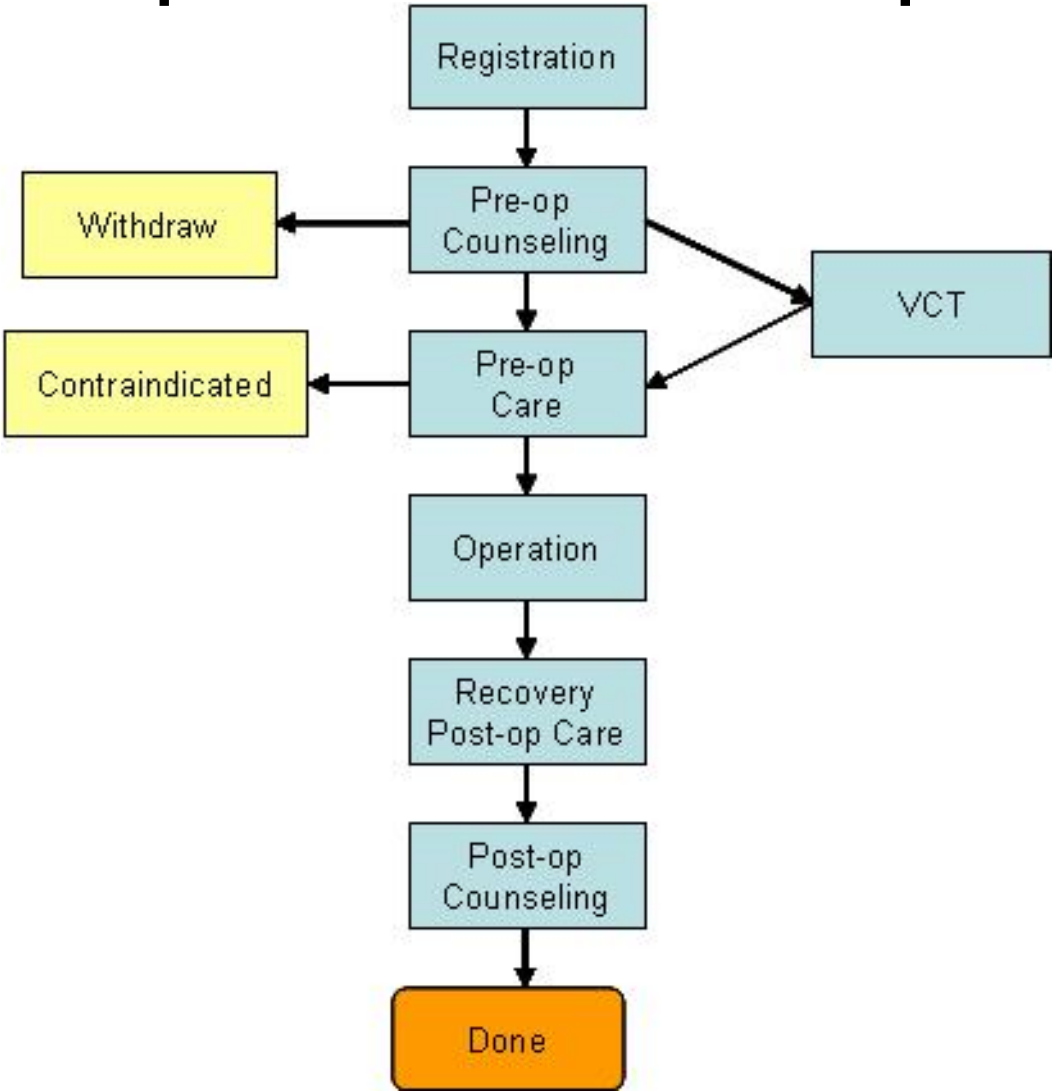 Registration
Pre-op
Counseling
Withdraw
VCT
Pre-op
Care
Contraindicated
Operation
Recovery
Post-op Care
Post-op
Counseling
Done